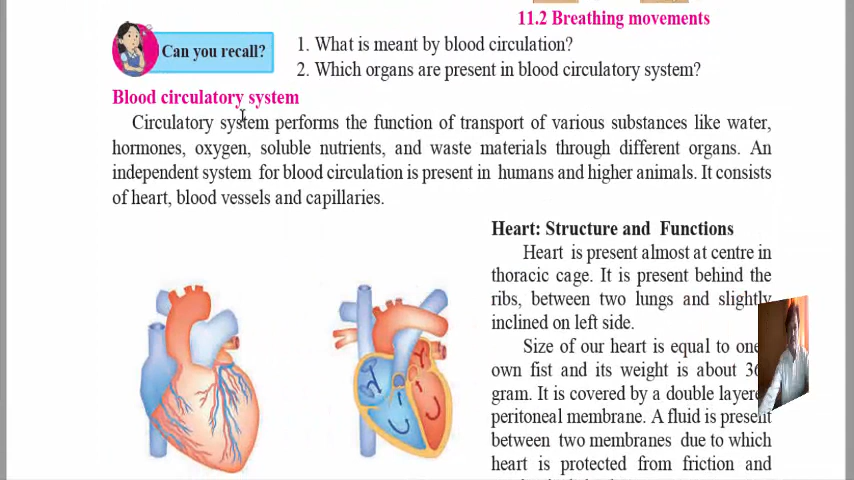 11.2 Breathing movements
Can you recall?
1. What is meant by blood circulation?
2. Which organs are present in blood circulatory system?
Blood circulatory system
Circulatory system performs the function of transport of various substances like water,
hormones, oxygen, soluble nutrients, and waste materials through different organs. An
independent system for blood circulation is present in humans and higher animals. It consists
of heart, blood vessels and capillaries.
Heart: Structure and Functions
Heart is present almost at centre in
thoracic cage. It is present behind the
ribs, between two lungs and slightly
inclined on left side.
Size of our heart is equal to
own fist and its weight is about
gram. It is covered by a double
peritoneal membrane. A fluid is present
between two membranes due to which
heart is protected from friction and